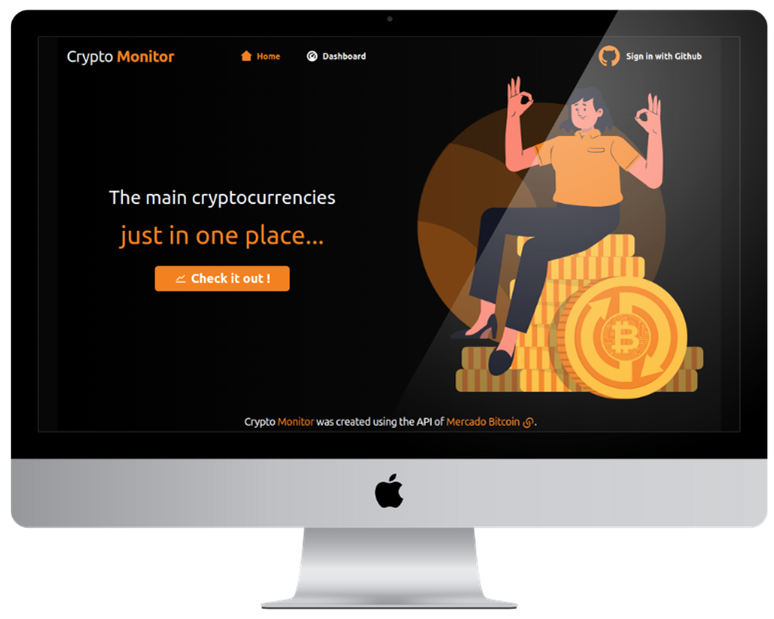 Crypto Monitor
Home
Dashboard
Sign in with Github
The main cryptocurrencies
just in one place...
Check it out !
Crypto Monitor was created using the API of Mercado Bitcoin.